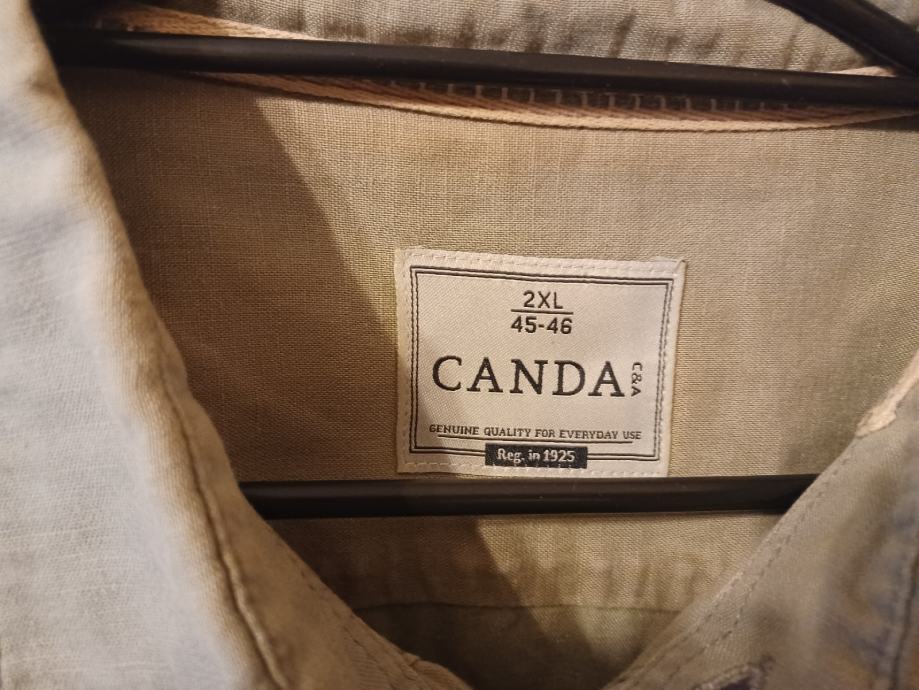 2XL
45-46
CANDA C&A
GENUINE QUALITY FOR EVERYDAY USE
Reg. in 1925